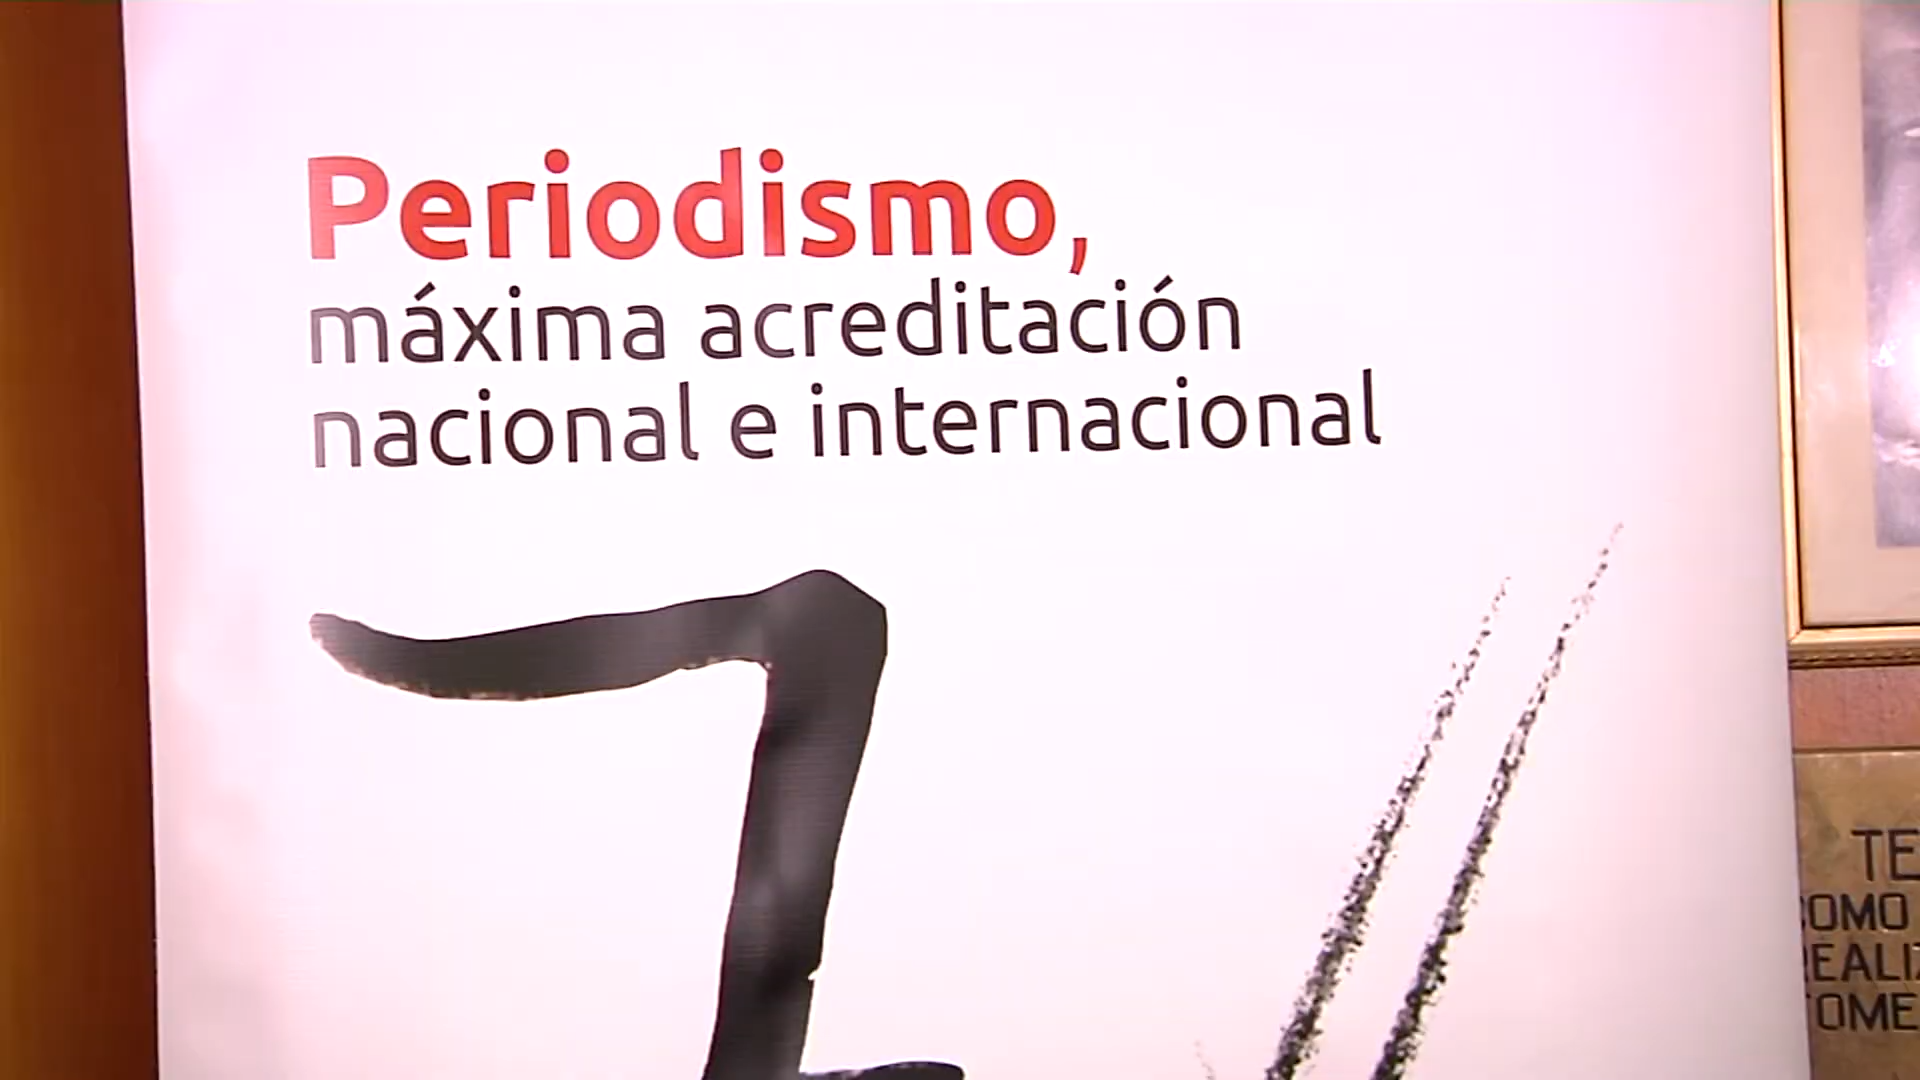 Periodismo,
máxima acreditación
nacional e internacional